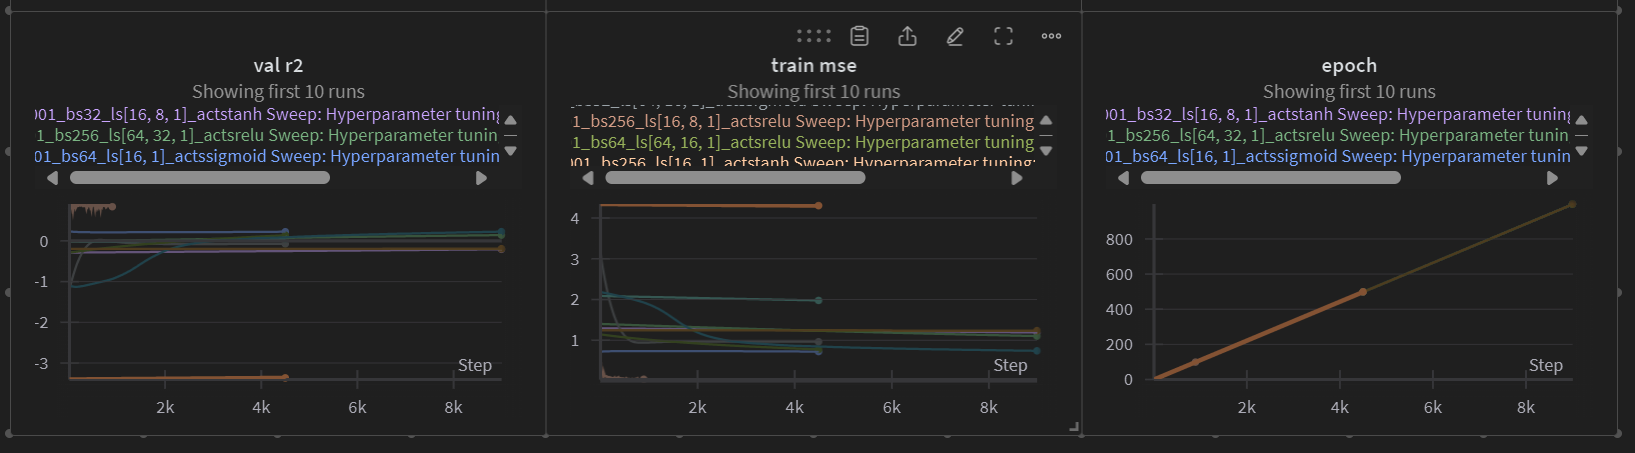 val r2
Showing first 10 runs
001_bs32_ls[16, 8, 1]_actstanh Sweep: Hyperparameter tuning
1_bs256_ls[64, 32, 1]_actsrelu Sweep: Hyperparameter tunin
01_bs64_ls[16, 1]_actssigmoid Sweep: Hyperparameter tunin
0
-1
-2
-3
Step
2k
4k
6k
8k
train mse
Showing first 10 runs
1_bs256_ls[16, 8, 1]_actsrelu Sweep: Hyperparameter tuning
1_bs64_ls[64, 16, 1]_actsrelu Sweep: Hyperparameter tuning
001_bs256_ls[16, 1]_actstanh Sweep: Hyperparameter tuning:
4
3
2
1
Step
2k
4k
6k
8k
epoch
Showing first 10 runs
001_bs32_ls[16, 8, 1]_actstanh Sweep: Hyperparameter tuning
1_bs256_ls[64, 32, 1]_actsrelu Sweep: Hyperparameter tunin
01_bs64_ls[16, 1]_actssigmoid Sweep: Hyperparameter tunin
800
600
400
200
0
Step
2k
4k
6k
8k